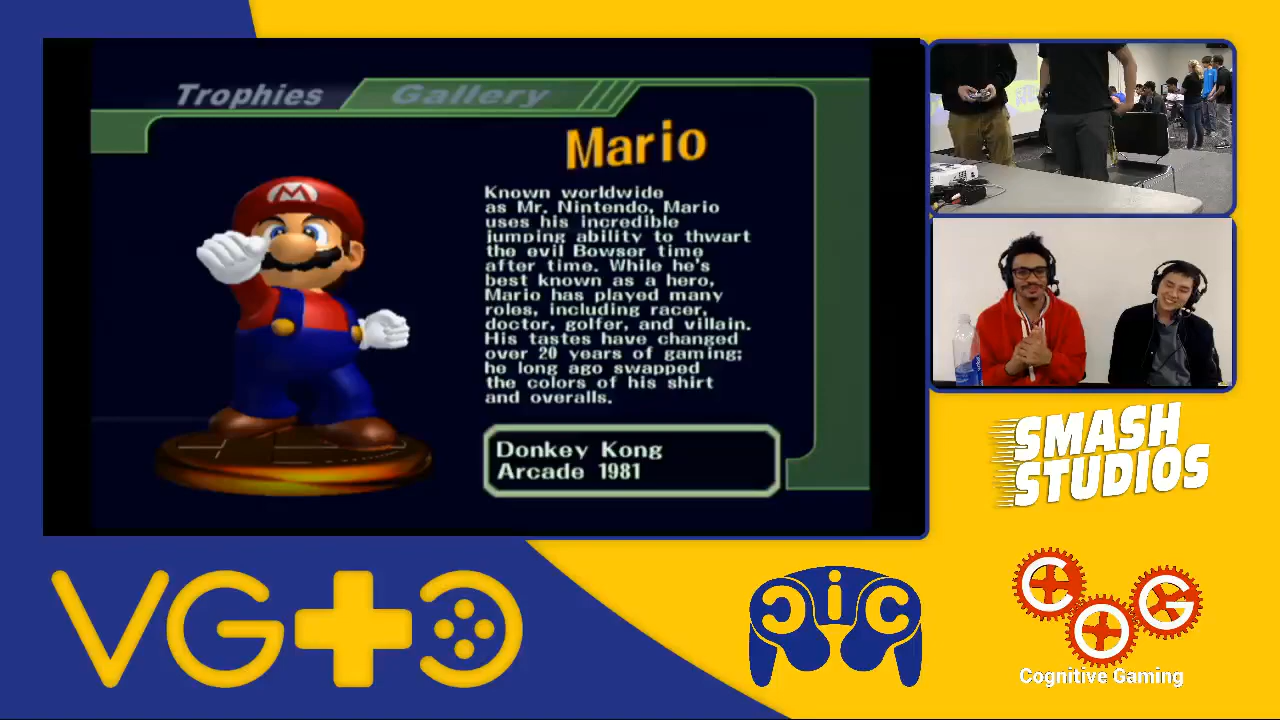 Trophies
Gallery
Mario
Known worldwide
as Mr. Nintendo, Mario
uses his incredible
jumping ability to thwart
the evil Bowser time
after time. While he's
best known as a hero,
Mario has played many
roles, including racer,
doctor, golfer, and villain.
His tastes have changed
over 20 years of gaming;
he long ago swapped
the colors of his shirt
and overalls.
Donkey Kong
Arcade 1981
M
SMASH
STUDIOS
VG+C
CiC
COG
Cognitive Gaming